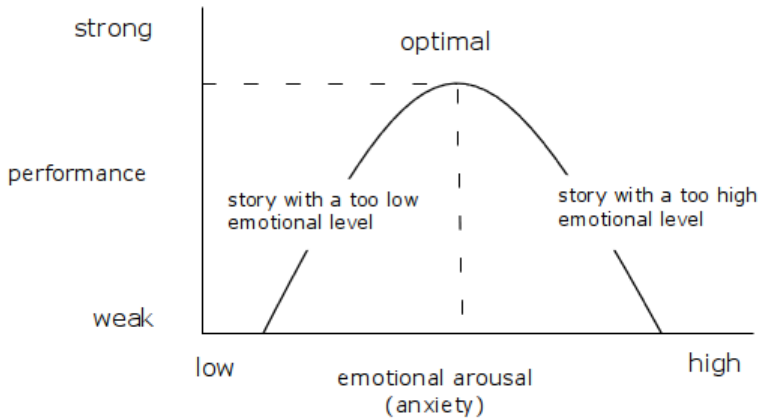 strong
optimal
performance
story with a too low
emotional level
story with a too high
emotional level
weak
low
emotional arousal
(anxiety)
high